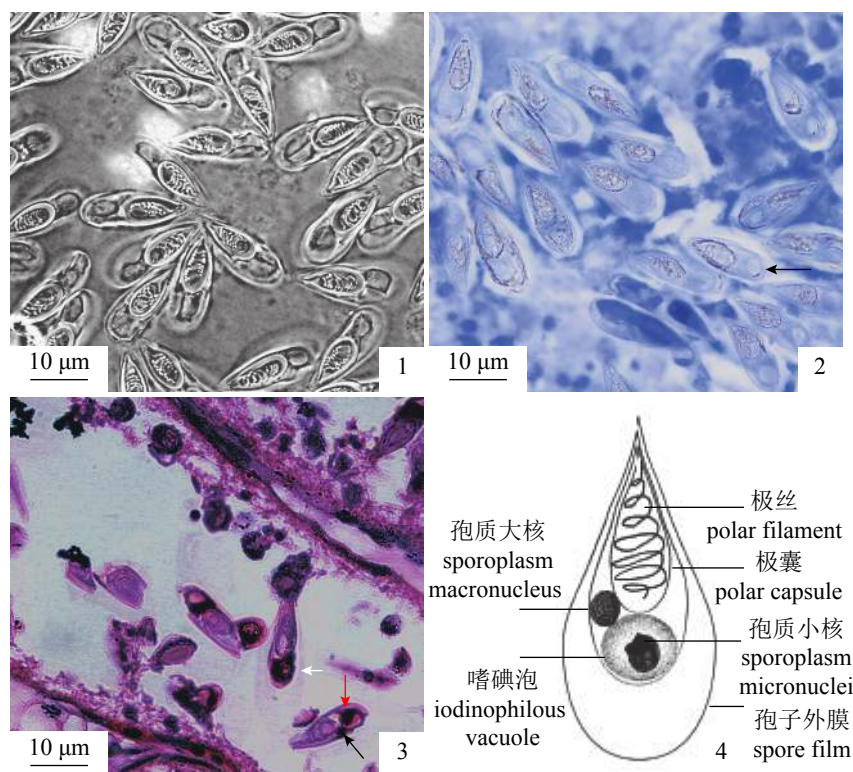 10 μm
1
10 μm
2
10 μm
3
极丝
polar filament
孢质大核
sporoplasm
macronucleus
极囊
polar capsule
孢质小核
sporoplasm
micronuclei
嗜碘泡
iodinophilous
vacuole
孢子外膜
spore film
4